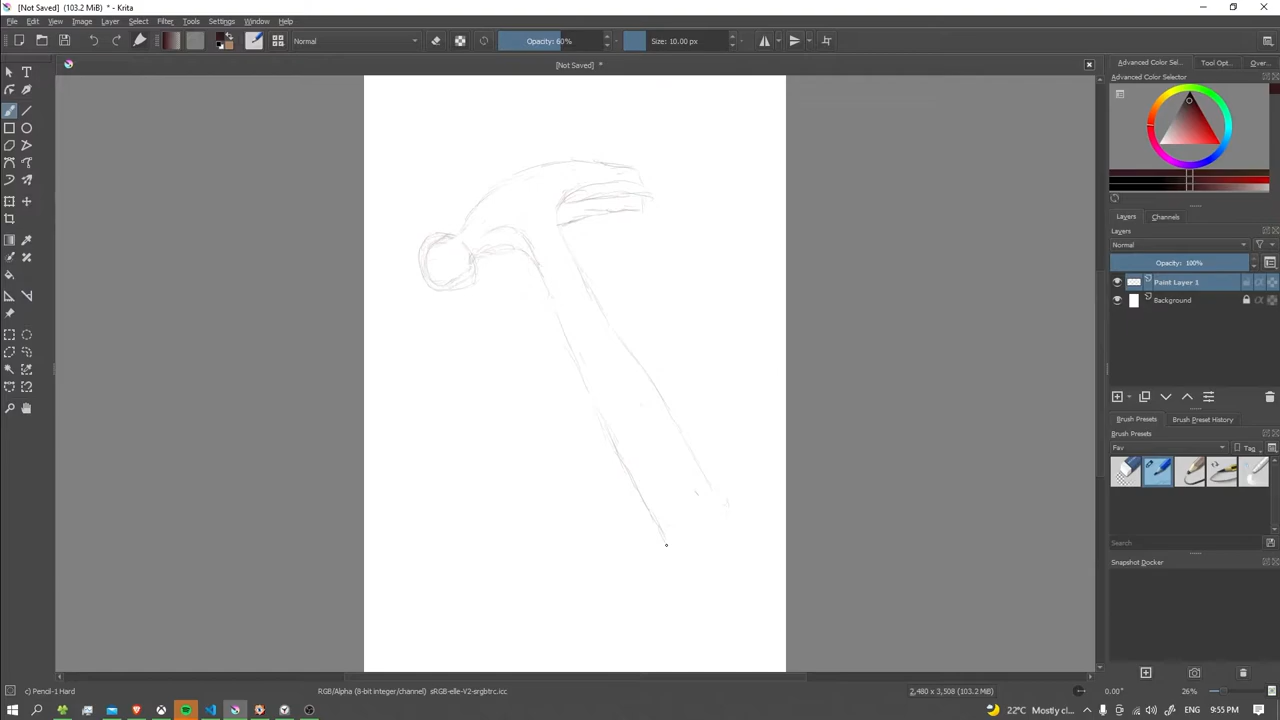 [Not Saved] (103.2 MiB) * - Krita
File Edit View Image Layer Select Filter Tools Settings Window Help
Normal
Opacity: 60%
Size: 10.00 px
[Not Saved] *
Advanced Color Sel... Tool Opt... Over...
Advanced Color Selector
Layers Channels
Layers
Normal
Opacity: 100%
Paint Layer 1
Background
Brush Presets Brush Preset History
Brush Presets
Fav
Tag
Search
Snapshot Docker
c) Pencil-1 Hard
RGB/Alpha (8-bit integer/channel) sRGB-elle-V2-srgbtrc.icc
2,480 x 3,508 (103.2 MiB)
0.00°
26%
22°C Mostly cl...
ENG
9:55 PM